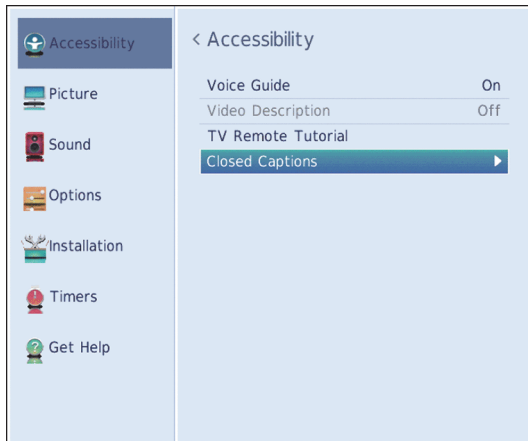 Accessibility
Picture
Sound
Options
Installation
Timers
Get Help
< Accessibility
Voice Guide On
Video Description Off
TV Remote Tutorial
Closed Captions